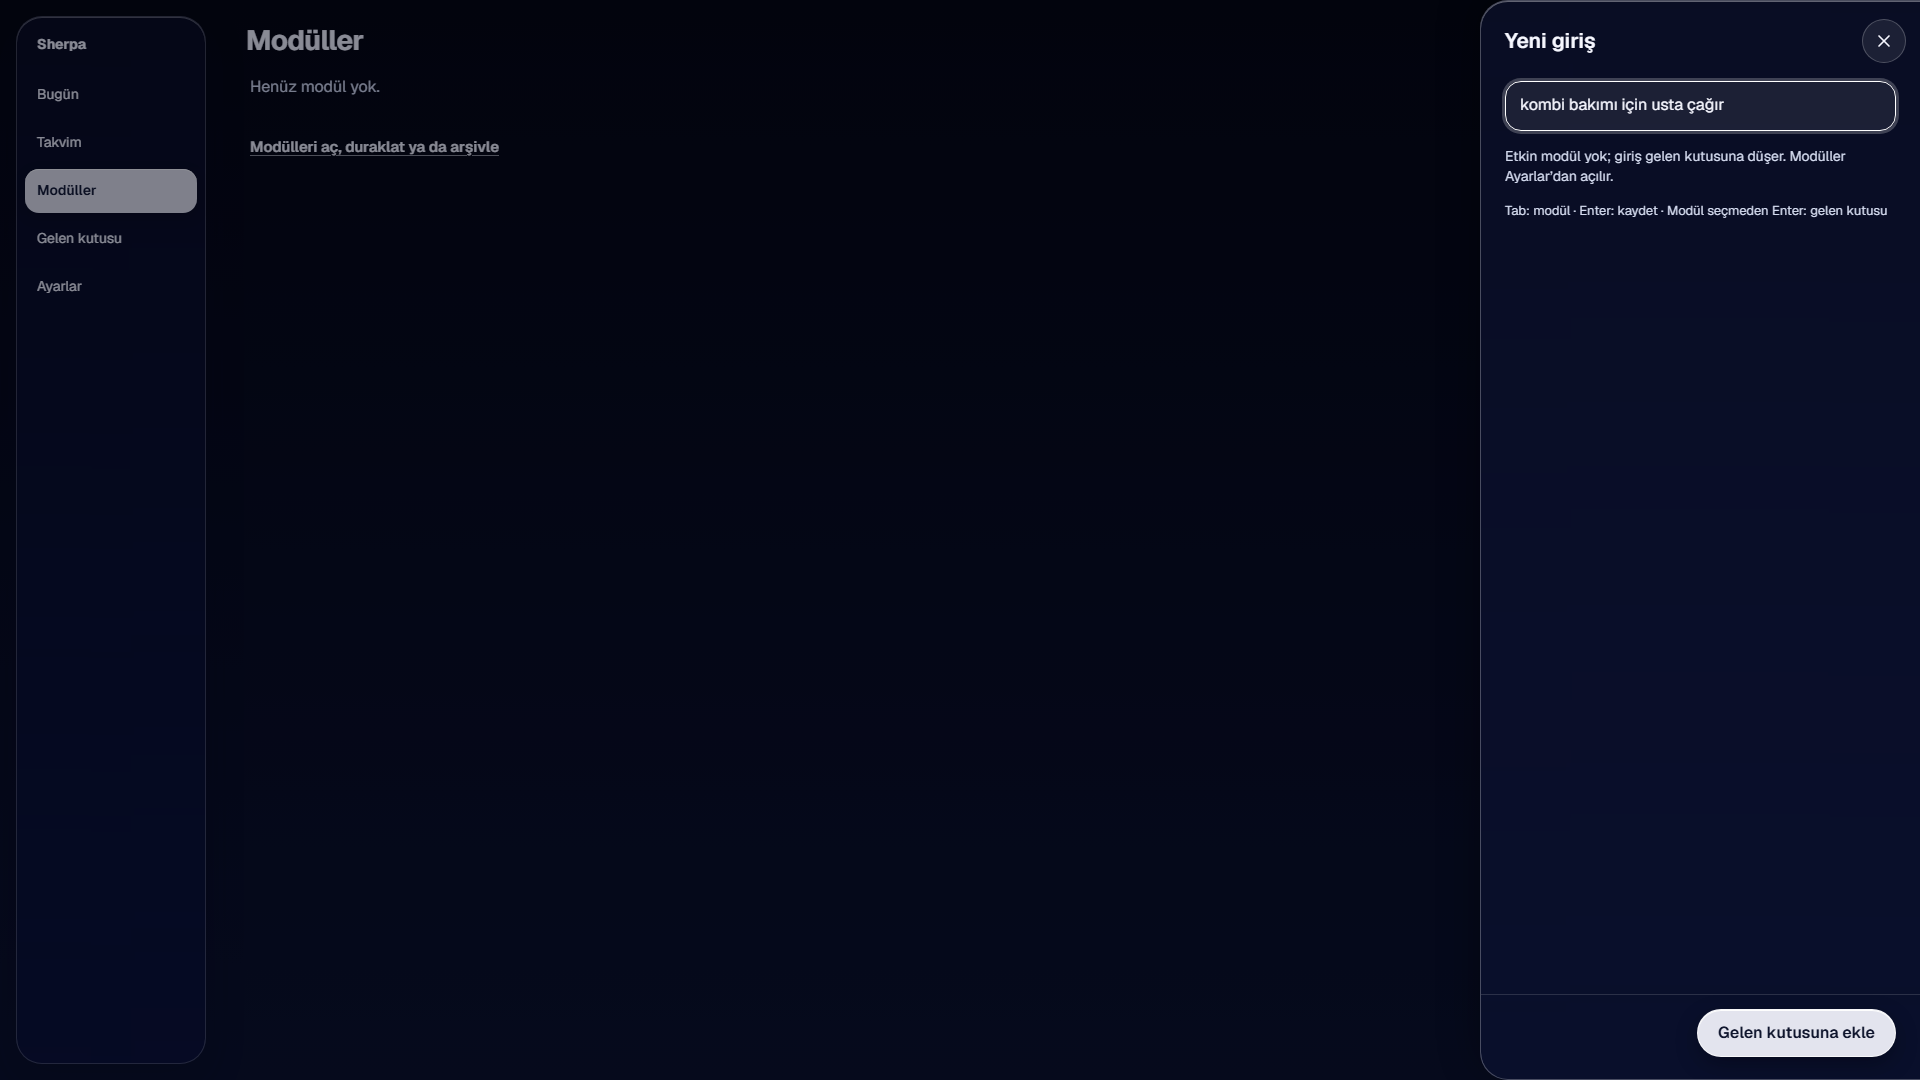 Sherpa
Bugün
Takvim
Modüller
Gelen kutusu
Ayarlar
Modüller
Henüz modül yok.
Modülleri aç, duraklat ya da arşivle
Yeni giriş
kombi bakımı için usta çağır
Etkin modül yok; giriş gelen kutusuna düşer. Modüller
Ayarlar'dan açılır.
Tab: modül · Enter: kaydet · Modül seçmeden Enter: gelen kutusu
Gelen kutusuna ekle